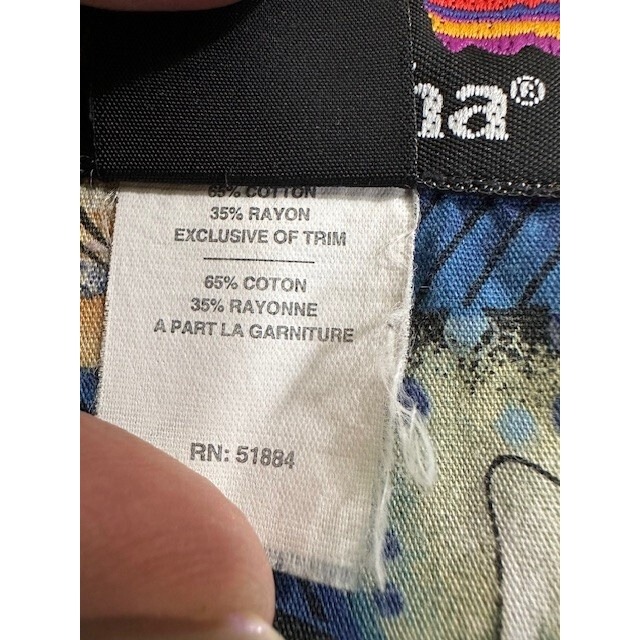 na®
65% COTTON
35% RAYON
EXCLUSIVE OF TRIM
65% COTON
35% RAYONNE
A PART LA GARNITURE
RN: 51884